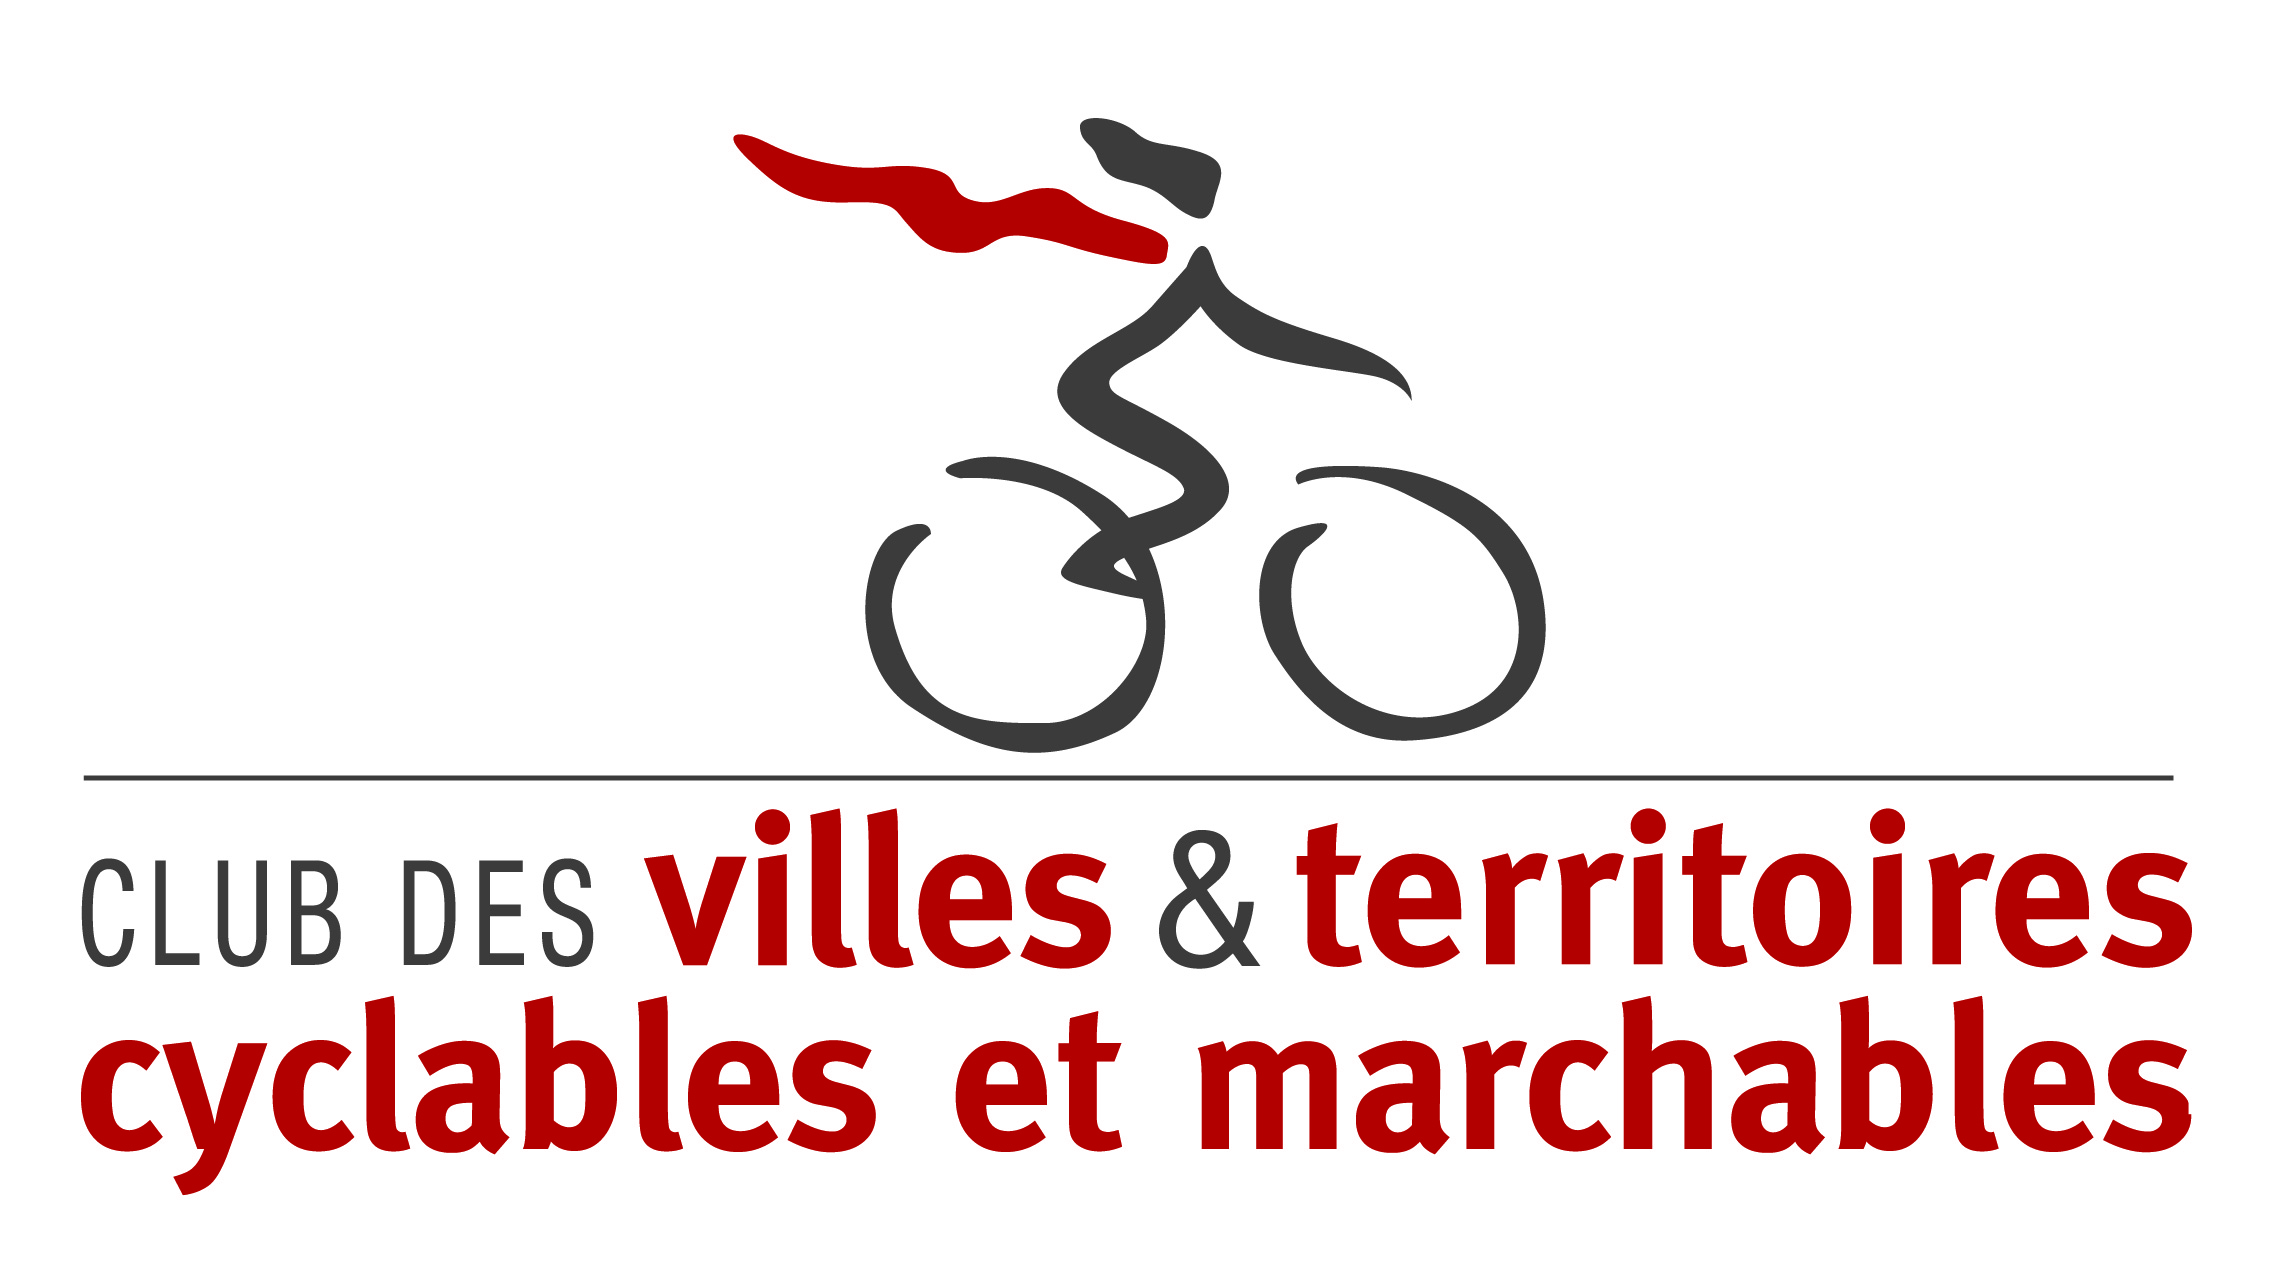 CLUB DES villes & territoires
cyclables et marchables